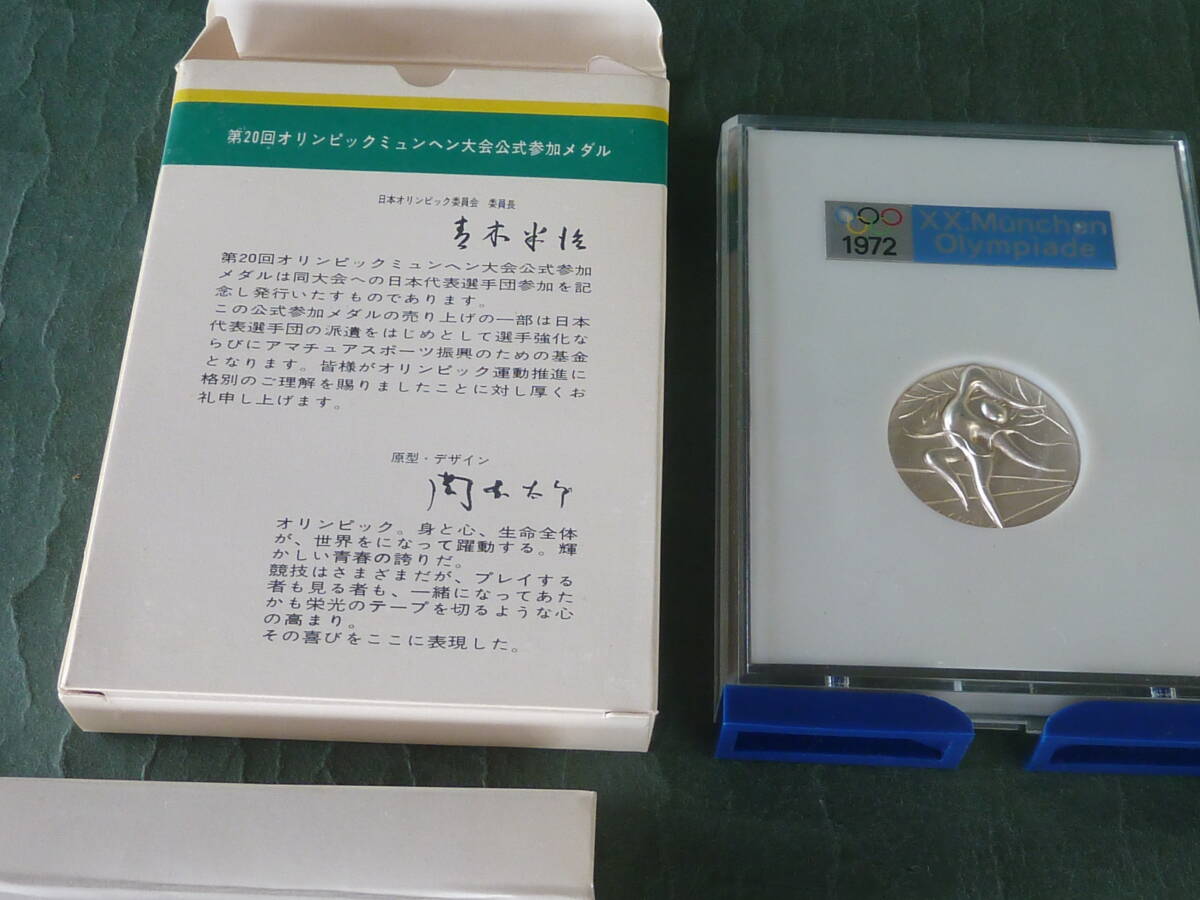 第20回オリンピックミュンヘン大会公式参加メダル
日本オリンピック委員会 委員長
青木半治
第20回オリンピックミュンヘン大会公式参加
メダルは同大会への日本代表選手団参加を記
念し発行いたすものであります。
この公式参加メダルの売り上げの一部は日本
代表選手団の派遣をはじめとして選手強化な
らびにアマチュアスポーツ振興のための基金
となります。皆様がオリンピック運動推進に
格別のご理解を賜りましたことに対し厚くお
礼申し上げます。
原型・デザイン
岡本太郎
オリンピック。身と心、生命全体
が、世界をになって躍動する。輝
かしい青春の誇りだ。
競技はさまざまだが、プレイする
者も見る者も、一緒になってあた
かも栄光のテープを切るような心
の高まり。
その喜びをここに表現した。
1972
XX.München
Olympiade